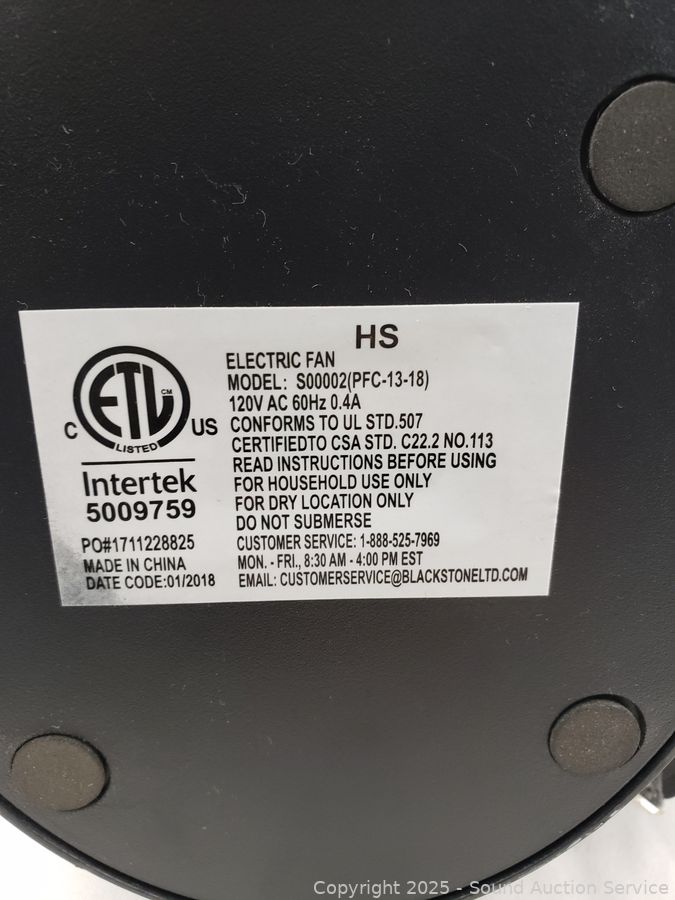 HS
ETL CM
C US
LISTED
Intertek
5009759
PO#1711228825
MADE IN CHINA
DATE CODE:01/2018
ELECTRIC FAN
MODEL: S00002(PFC-13-18)
120V AC 60Hz 0.4A
CONFORMS TO UL STD.507
CERTIFIEDTO CSA STD. C22.2 NO.113
READ INSTRUCTIONS BEFORE USING
FOR HOUSEHOLD USE ONLY
FOR DRY LOCATION ONLY
DO NOT SUBMERSE
CUSTOMER SERVICE: 1-888-525-7969
MON. - FRI., 8:30 AM - 4:00 PM EST
EMAIL: CUSTOMERSERVICE@BLACKSTONELTD.COM
Copyright 2025 - Sound Auction Service